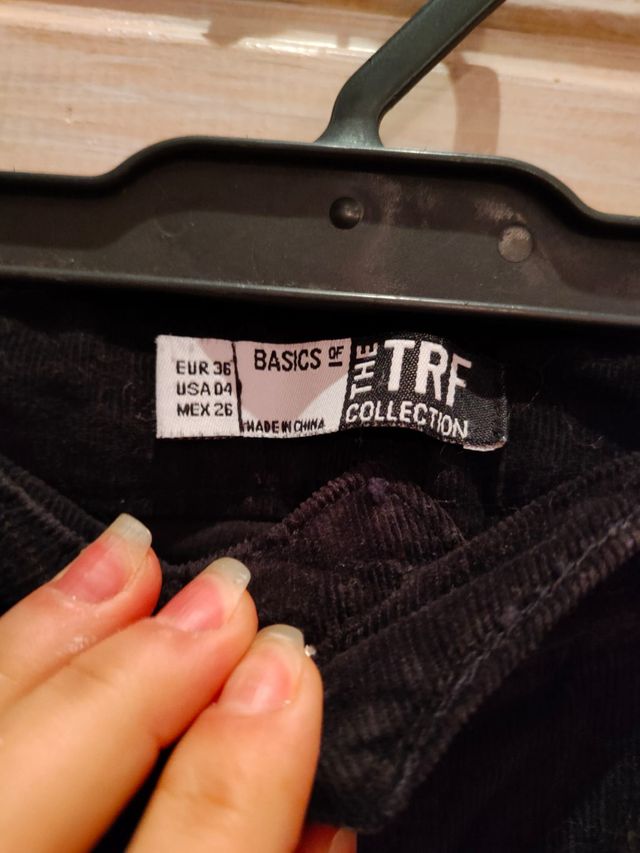 EUR 36
USA 04
MEX 26
BASICS OF
MADE IN CHINA
THE TRF
COLLECTION